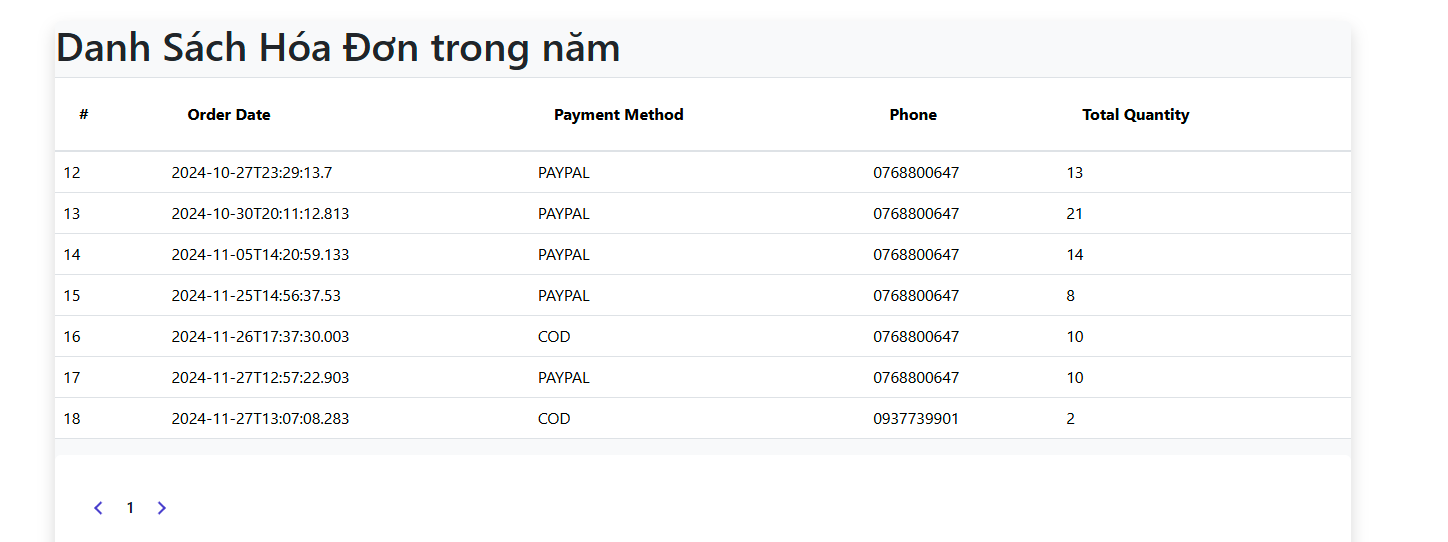 Danh Sách Hóa Đơn trong năm
# Order Date Payment Method Phone Total Quantity
12 2024-10-27T23:29:13.7 PAYPAL 0768800647 13
13 2024-10-30T20:11:12.813 PAYPAL 0768800647 21
14 2024-11-05T14:20:59.133 PAYPAL 0768800647 14
15 2024-11-25T14:56:37.53 PAYPAL 0768800647 8
16 2024-11-26T17:37:30.003 COD 0768800647 10
17 2024-11-27T12:57:22.903 PAYPAL 0768800647 10
18 2024-11-27T13:07:08.283 COD 0937739901 2
1